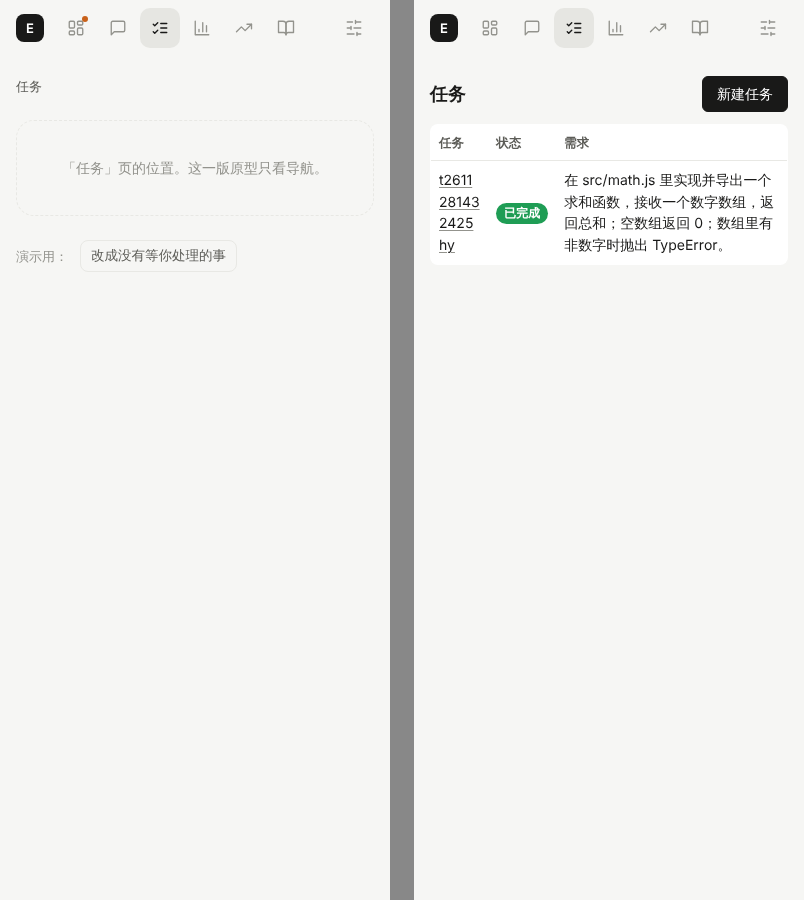 E
任务
「任务」页的位置。这一版原型只看导航。
演示用：
改成没有等你处理的事
E
任务
新建任务
任务 状态 需求
t2611
28143
2425
hy
已完成
在 src/math.js 里实现并导出一个
求和函数，接收一个数字数组，返
回总和；空数组返回 0；数组里有
非数字时抛出 TypeError。